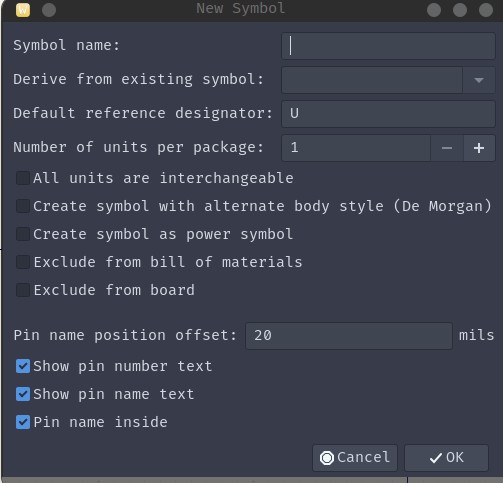 New Symbol
Symbol name:
Derive from existing symbol:
Default reference designator: U
Number of units per package: 1 − +
All units are interchangeable
Create symbol with alternate body style (De Morgan)
Create symbol as power symbol
Exclude from bill of materials
Exclude from board
Pin name position offset: 20 mils
Show pin number text
Show pin name text
Pin name inside
Cancel OK